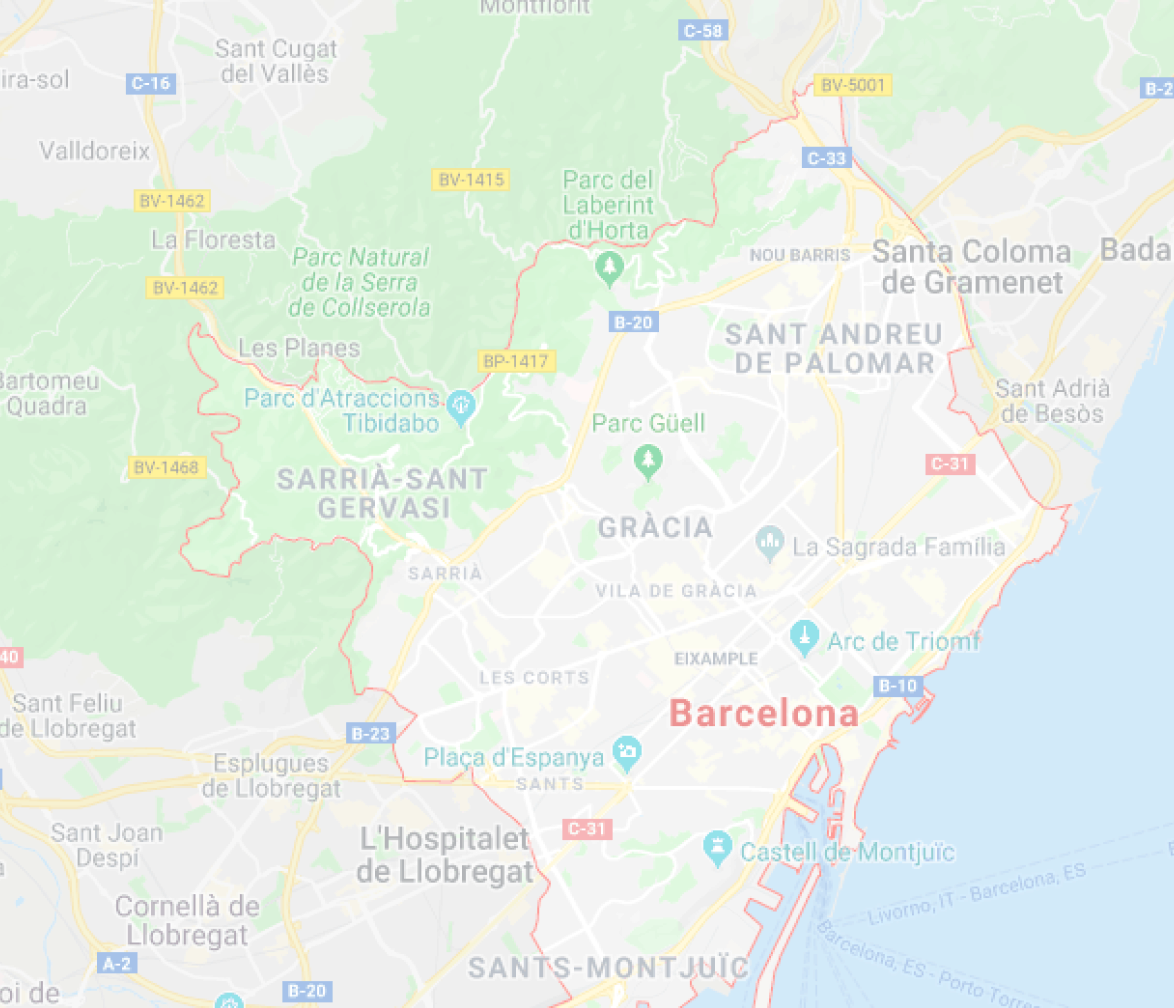 Montflorit
C-58
Sant Cugat
del Vallès
ira-sol
C-16
BV-5001
B-2
Valldoreix
C-33
BV-1415
Parc del
Laberint
d'Horta
BV-1462
La Floresta
Parc Natural
de la Serra
de Collserola
NOU BARRIS
Santa Coloma
de Gramenet
Bada
BV-1462
B-20
SANT ANDREU
DE PALOMAR
Les Planes
BP-1417
Bartomeu
Quadra
Parc d'Atraccions
Tibidabo
Sant Adrià
de Besòs
Parc Güell
BV-1468
C-31
SARRIÀ-SANT
GERVASI
GRÀCIA
La Sagrada Família
SARRIÀ
VILA DE GRÀCIA
Arc de Triomf
40
EIXAMPLE
LES CORTS
B-10
Sant Feliu
de Llobregat
Barcelona
B-23
Plaça d'Espanya
Esplugues
de Llobregat
SANTS
C-31
Sant Joan
Despí
L'Hospitalet
de Llobregat
Castell de Montjuïc
Livorno, IT - Barcelona, ES
Cornellà de
Llobregat
Barcelona, ES - Porto Torre
A-2
SANTS-MONTJUÏC
B-20
oi de